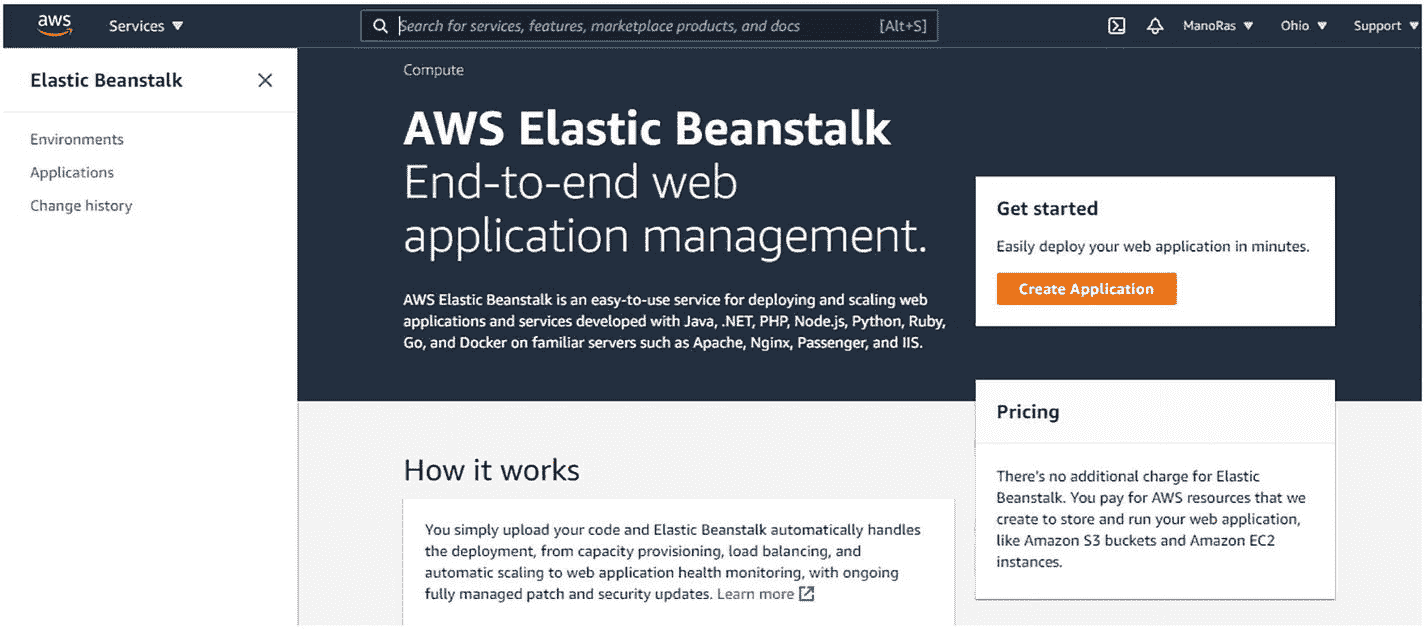 aws
Services ▼
Search for services, features, marketplace products, and docs
[Alt+S]
ManoRas ▼
Ohio ▼
Support ▼
Elastic Beanstalk
Environments
Applications
Change history
Compute
AWS Elastic Beanstalk
End-to-end web
application management.
AWS Elastic Beanstalk is an easy-to-use service for deploying and scaling web
applications and services developed with Java, .NET, PHP, Node.js, Python, Ruby,
Go, and Docker on familiar servers such as Apache, Nginx, Passenger, and IIS.
Get started
Easily deploy your web application in minutes.
Create Application
Pricing
There's no additional charge for Elastic
Beanstalk. You pay for AWS resources that we
create to store and run your web application,
like Amazon S3 buckets and Amazon EC2
instances.
How it works
You simply upload your code and Elastic Beanstalk automatically handles
the deployment, from capacity provisioning, load balancing, and
automatic scaling to web application health monitoring, with ongoing
fully managed patch and security updates. Learn more